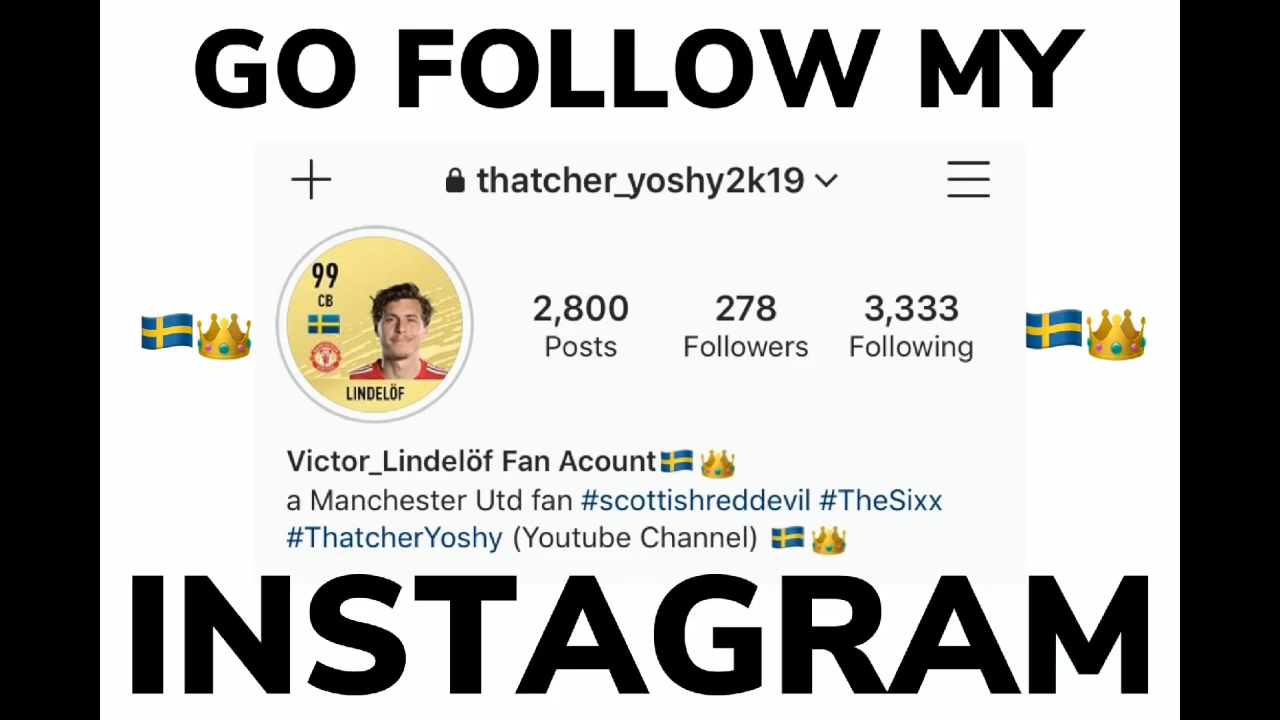 GO FOLLOW MY
thatcher_yoshy2k19
99
CB
LINDELÖF
2,800 278 3,333
Posts Followers Following
Victor_Lindelöf Fan Acount🇸🇪👑
a Manchester Utd fan #scottishreddevil #TheSixx
#ThatcherYoshy (Youtube Channel) 🇸🇪👑
INSTAGRAM